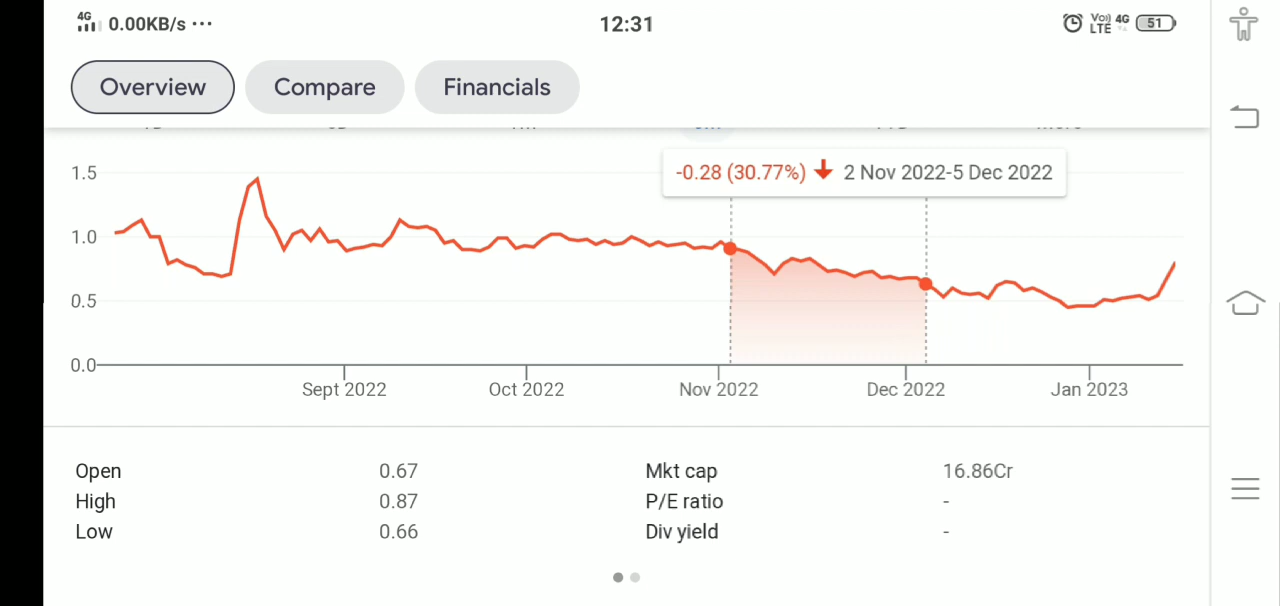 4G 0.00KB/s ... 12:31 Vo)) LTE 4G 51
Overview Compare Financials
-0.28 (30.77%) 2 Nov 2022-5 Dec 2022
1.5
1.0
0.5
0.0
Sept 2022 Oct 2022 Nov 2022 Dec 2022 Jan 2023
Open 0.67 Mkt cap 16.86Cr
High 0.87 P/E ratio -
Low 0.66 Div yield -